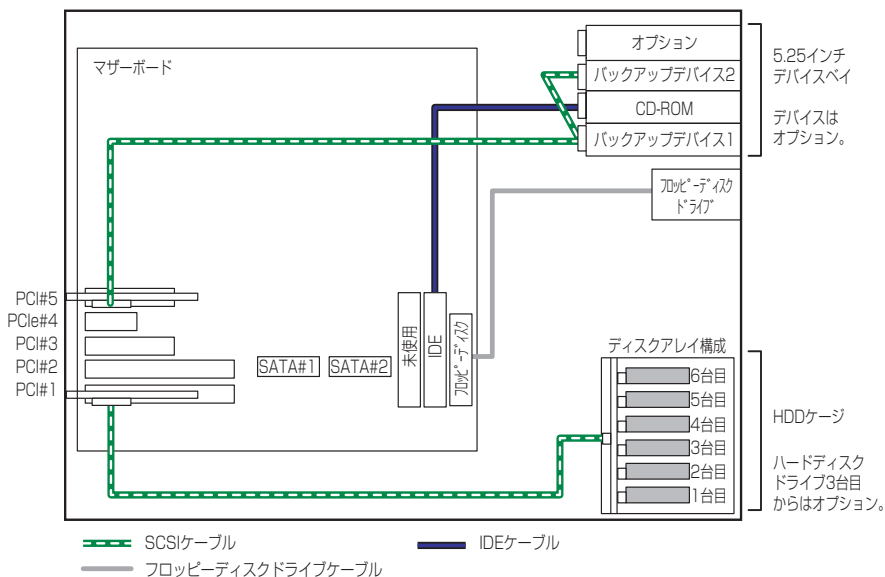 マザーボード
オプション
バックアップデバイス2
CD-ROM
バックアップデバイス1
5.25インチ
デバイスベイ
デバイスは
オプション。
フロッピーディスク
ドライブ
PCI#5
PCIe#4
PCI#3
PCI#2
PCI#1
SATA#1
SATA#2
未使用
IDE
フロッピーディスク
ディスクアレイ構成
6台目
5台目
4台目
3台目
2台目
1台目
HDDケージ
ハードディスク
ドライブ3台目
からはオプション。
SCSIケーブル
IDEケーブル
フロッピーディスクドライブケーブル